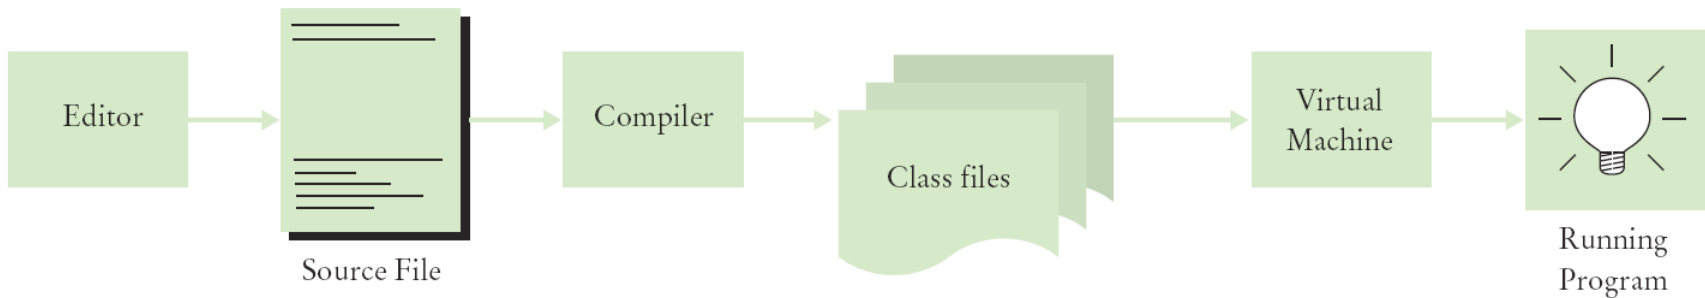 Editor
Source File
Compiler
Class files
Virtual
Machine
Running
Program